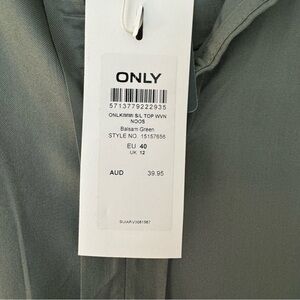 ONLY
5713779222935
ONLKIMMI S/L TOP WVN
NOOS
Balsam Green
STYLE NO. 15157656
EU 40
UK 12
AUD 39.95